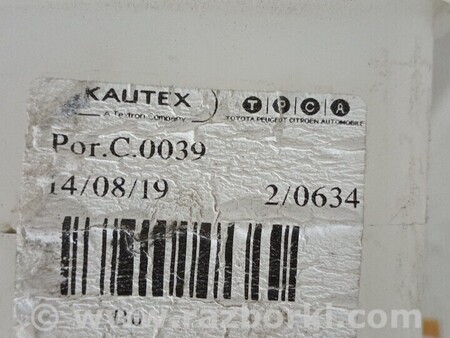 KAUTEX
A Textron Company
T P C A
TOYOTA PEUGEOT CITROEN AUTOMOBILE
Por.C.0039
14/08/19 2/0634
www.razborki.com